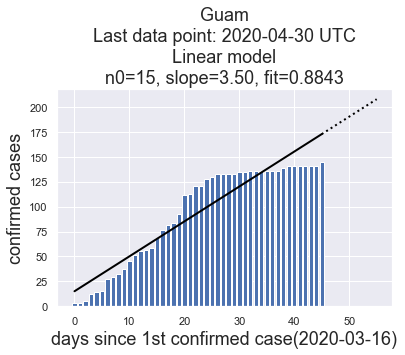 Guam
Last data point: 2020-04-30 UTC
Linear model
n0=15, slope=3.50, fit=0.8843
confirmed cases
200
175
150
125
100
75
50
25
0
0 10 20 30 40 50
days since 1st confirmed case(2020-03-16)